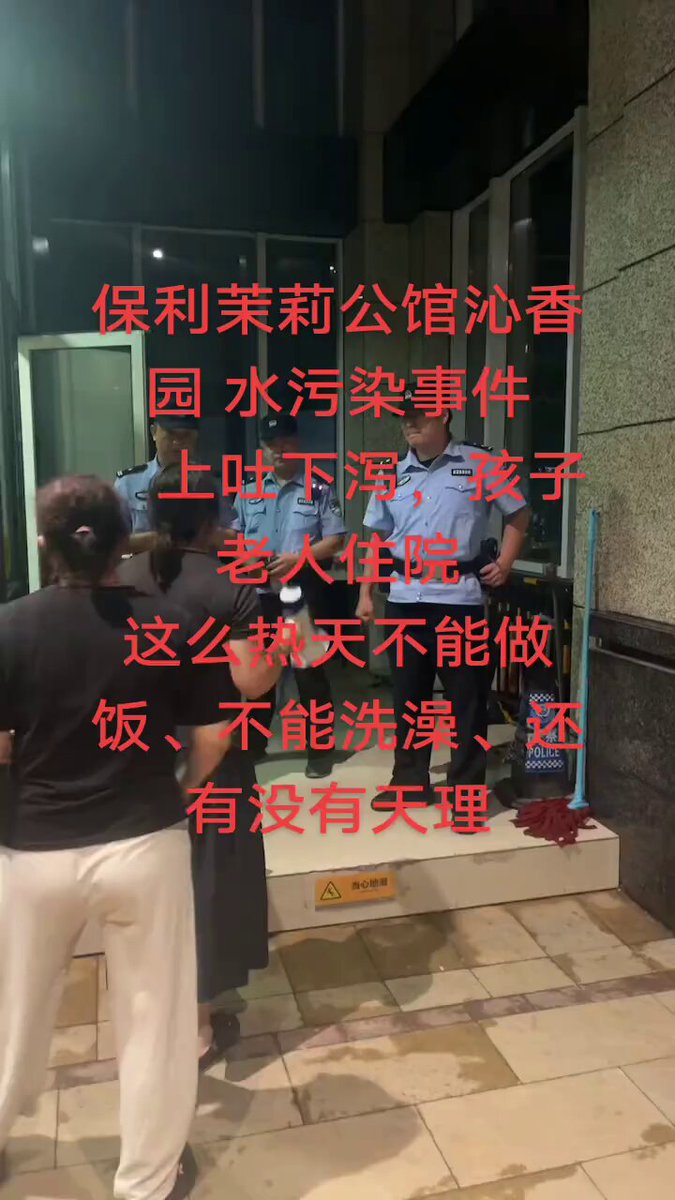 保利茉莉公馆沁香
园 水污染事件
上吐下泻，孩子
老人住院
这么热天不能做
饭、不能洗澡、还
有没有天理
POLICE
当心地滑